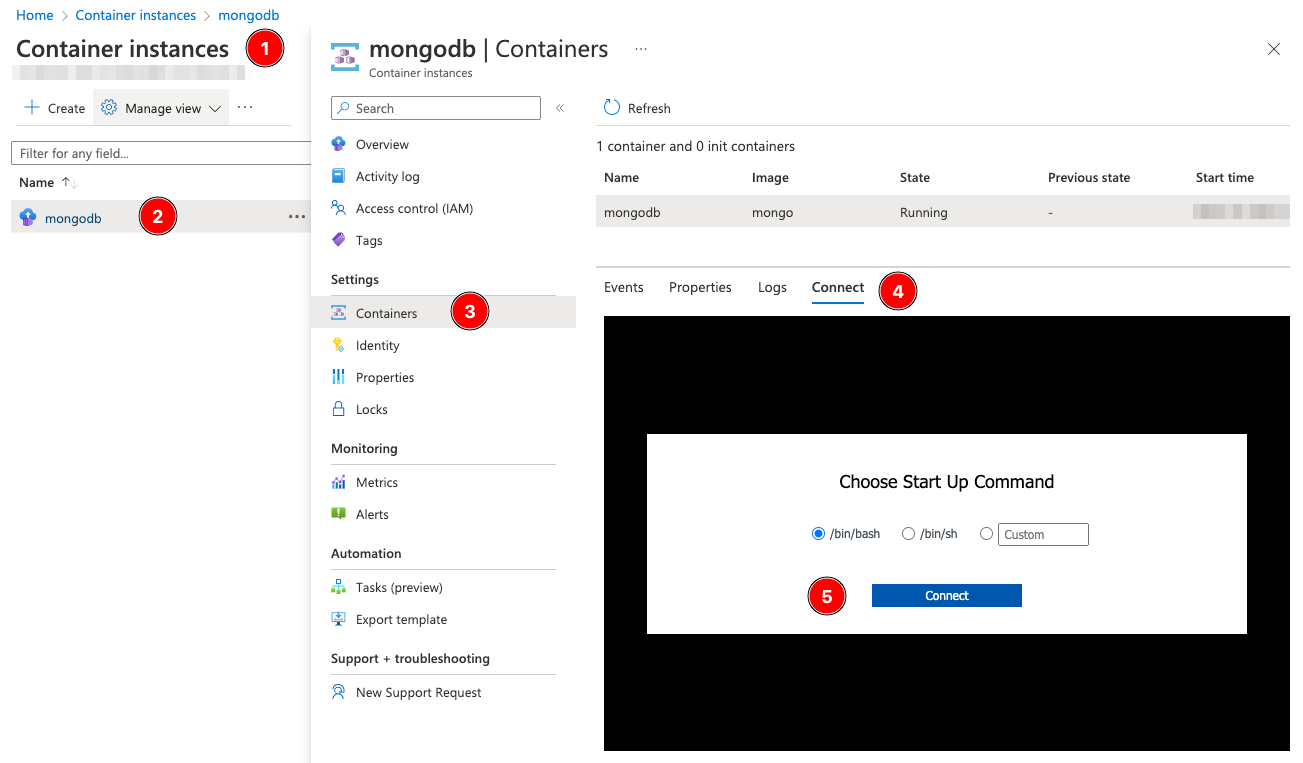 Home > Container instances > mongodb
Container instances 1
+ Create Manage view ...
Filter for any field...
Name ↑↓
mongodb 2 ...
mongodb | Containers ...
Container instances
Search «
Overview
Activity log
Access control (IAM)
Tags
Settings
Containers 3
Identity
Properties
Locks
Monitoring
Metrics
Alerts
Automation
Tasks (preview)
Export template
Support + troubleshooting
New Support Request
Refresh
1 container and 0 init containers
Name Image State Previous state Start time
mongodb mongo Running -
Events Properties Logs Connect 4
Choose Start Up Command
/bin/bash /bin/sh Custom
5 Connect